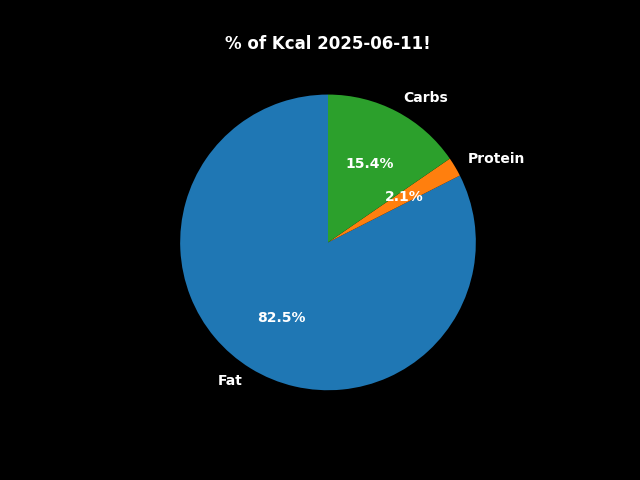 % of Kcal 2025-06-11!
Carbs
15.4%
Protein
2.1%
82.5%
Fat